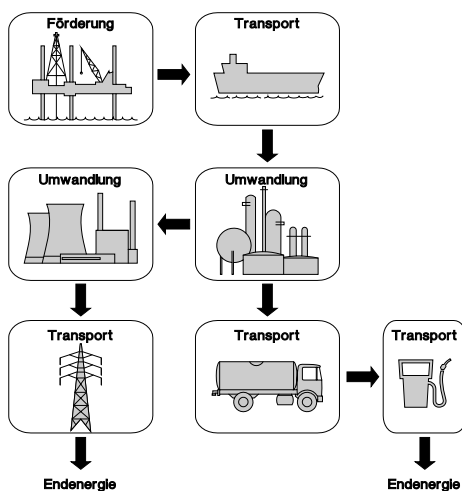 Förderung
Transport
Umwandlung
Umwandlung
Transport
Transport
Transport
Endenergie
Endenergie